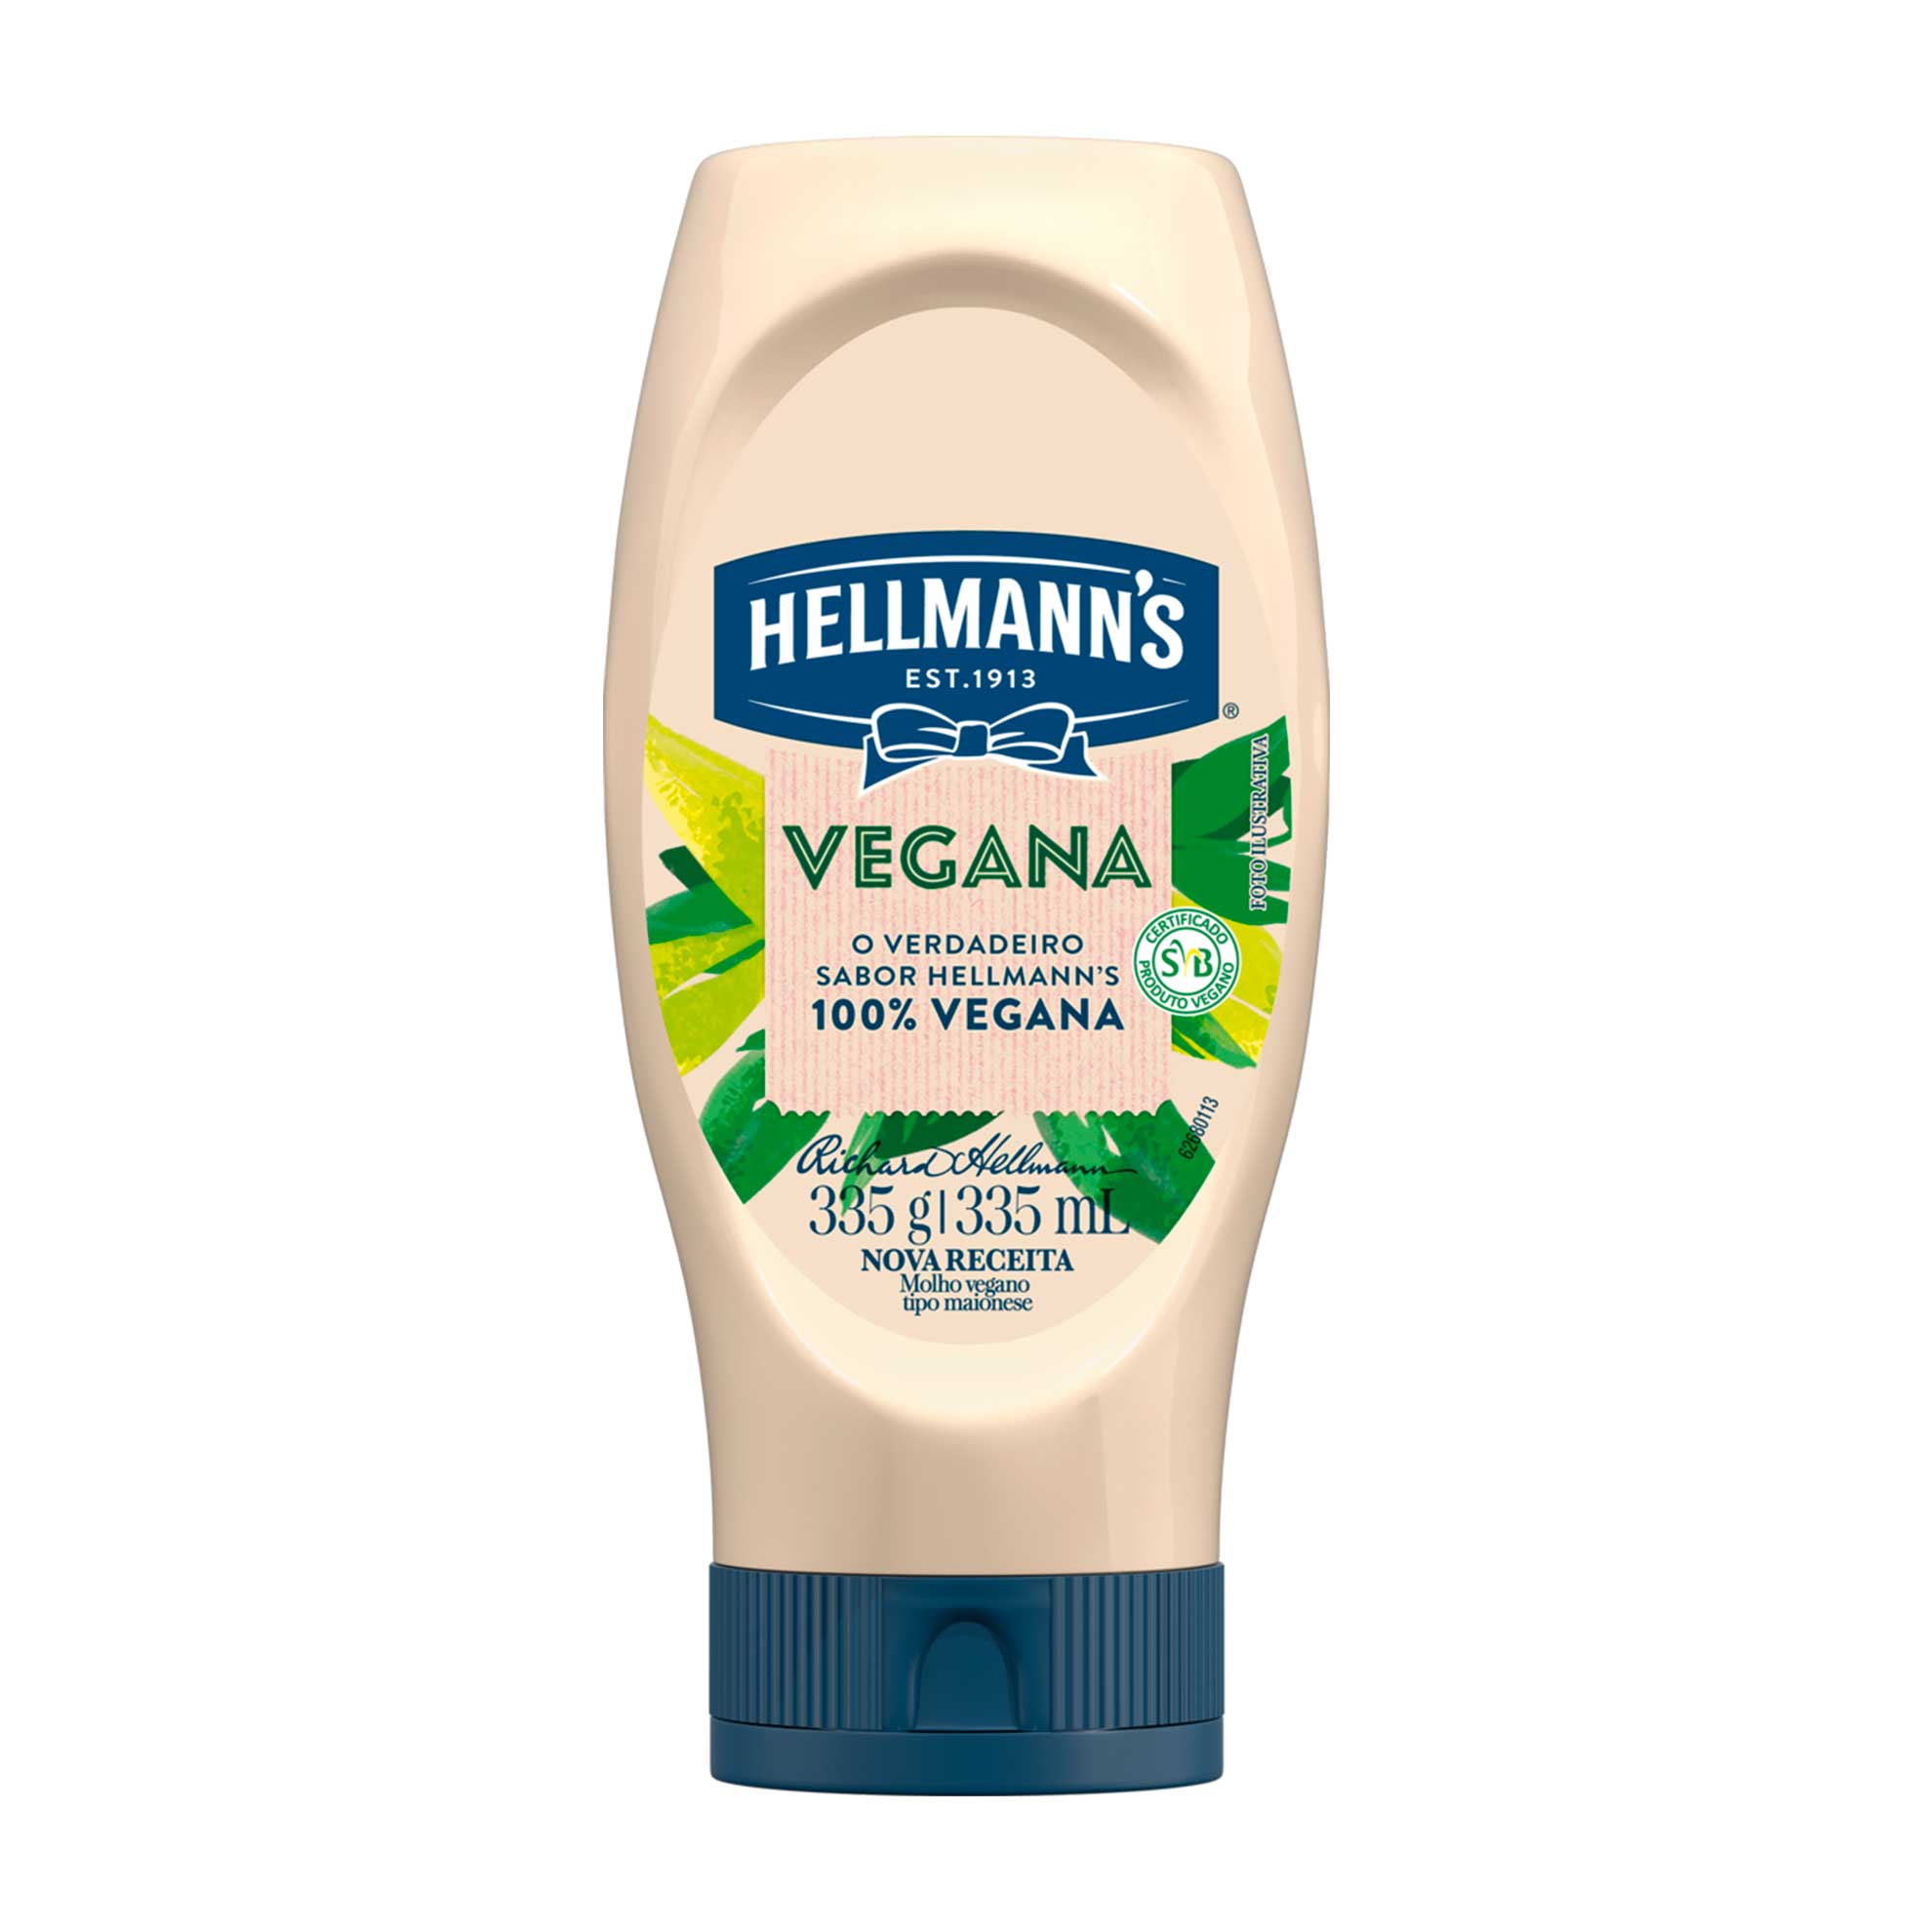 HELLMANN'S
EST.1913
®
VEGANA
FOTO ILUSTRATIVA
O VERDADEIRO
SABOR HELLMANN'S
100% VEGANA
CERTIFICADO
SVB
PRODUTO VEGANO
62680113
Richard Hellmann
335 g|335 mL
NOVA RECEITA
Molho vegano
tipo maionese